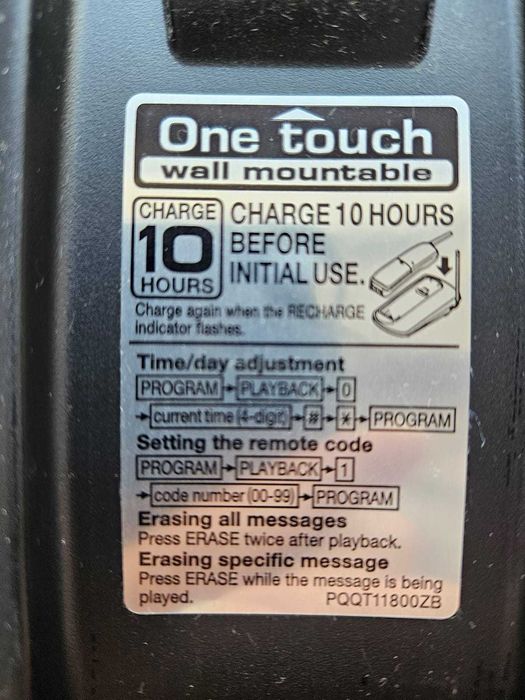 One touch
wall mountable
CHARGE
10
HOURS
CHARGE 10 HOURS
BEFORE
INITIAL USE.
Charge again when the RECHARGE
indicator flashes.
Time/day adjustment
PROGRAM PLAYBACK 0
current time (4-digit) # * PROGRAM
Setting the remote code
PROGRAM PLAYBACK 1
code number (00-99) PROGRAM
Erasing all messages
Press ERASE twice after playback.
Erasing specific message
Press ERASE while the message is being
played. PQQT11800ZB